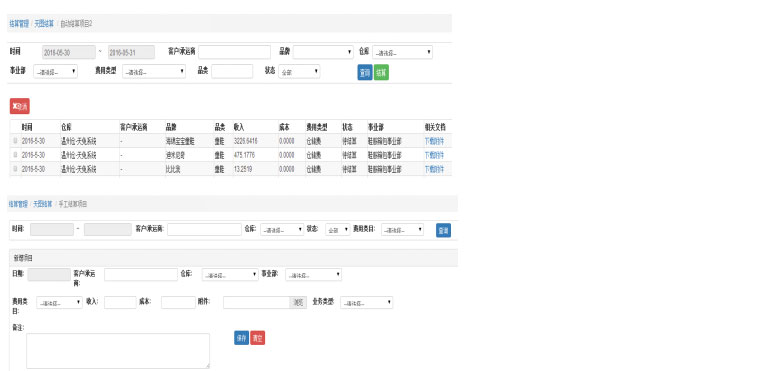 结算管理 / 天图结算 / 自动结算项目2
时间 2016-05-30 ~ 2016-05-31 客户/承运商 品牌 仓库 --请选择--
事业部 --请选择-- 费用类型 --请选择-- 品类 状态 全部 查询 结算
取消
时间 仓库 客户/承运商 品牌 品类 收入 成本 费用类型 状态 事业部 相关文档
2016-5-30 温州仓-天兔系统 - 海绵宝宝童鞋 童鞋 3226.6416 0.0000 仓储费 待结算 鞋服箱包事业部 下载附件
2016-5-30 温州仓-天兔系统 - 迪米尼奇 童鞋 475.1776 0.0000 仓储费 待结算 鞋服箱包事业部 下载附件
2016-5-30 温州仓-天兔系统 - 比比我 童鞋 13.2519 0.0000 仓储费 待结算 鞋服箱包事业部 下载附件
结算管理 / 天图结算 / 手工结算项目
时间: ~ 客户/承运商: 仓库: --请选择-- 状态: 全部 费用类目: --请选择-- 查询
新增项目
日期: 客户/承运商: 仓库: --请选择-- 事业部: --请选择--
费用类目: --请选择-- 收入: 成本: 附件: 浏览 业务类型: --请选择--
备注:
保存 清空